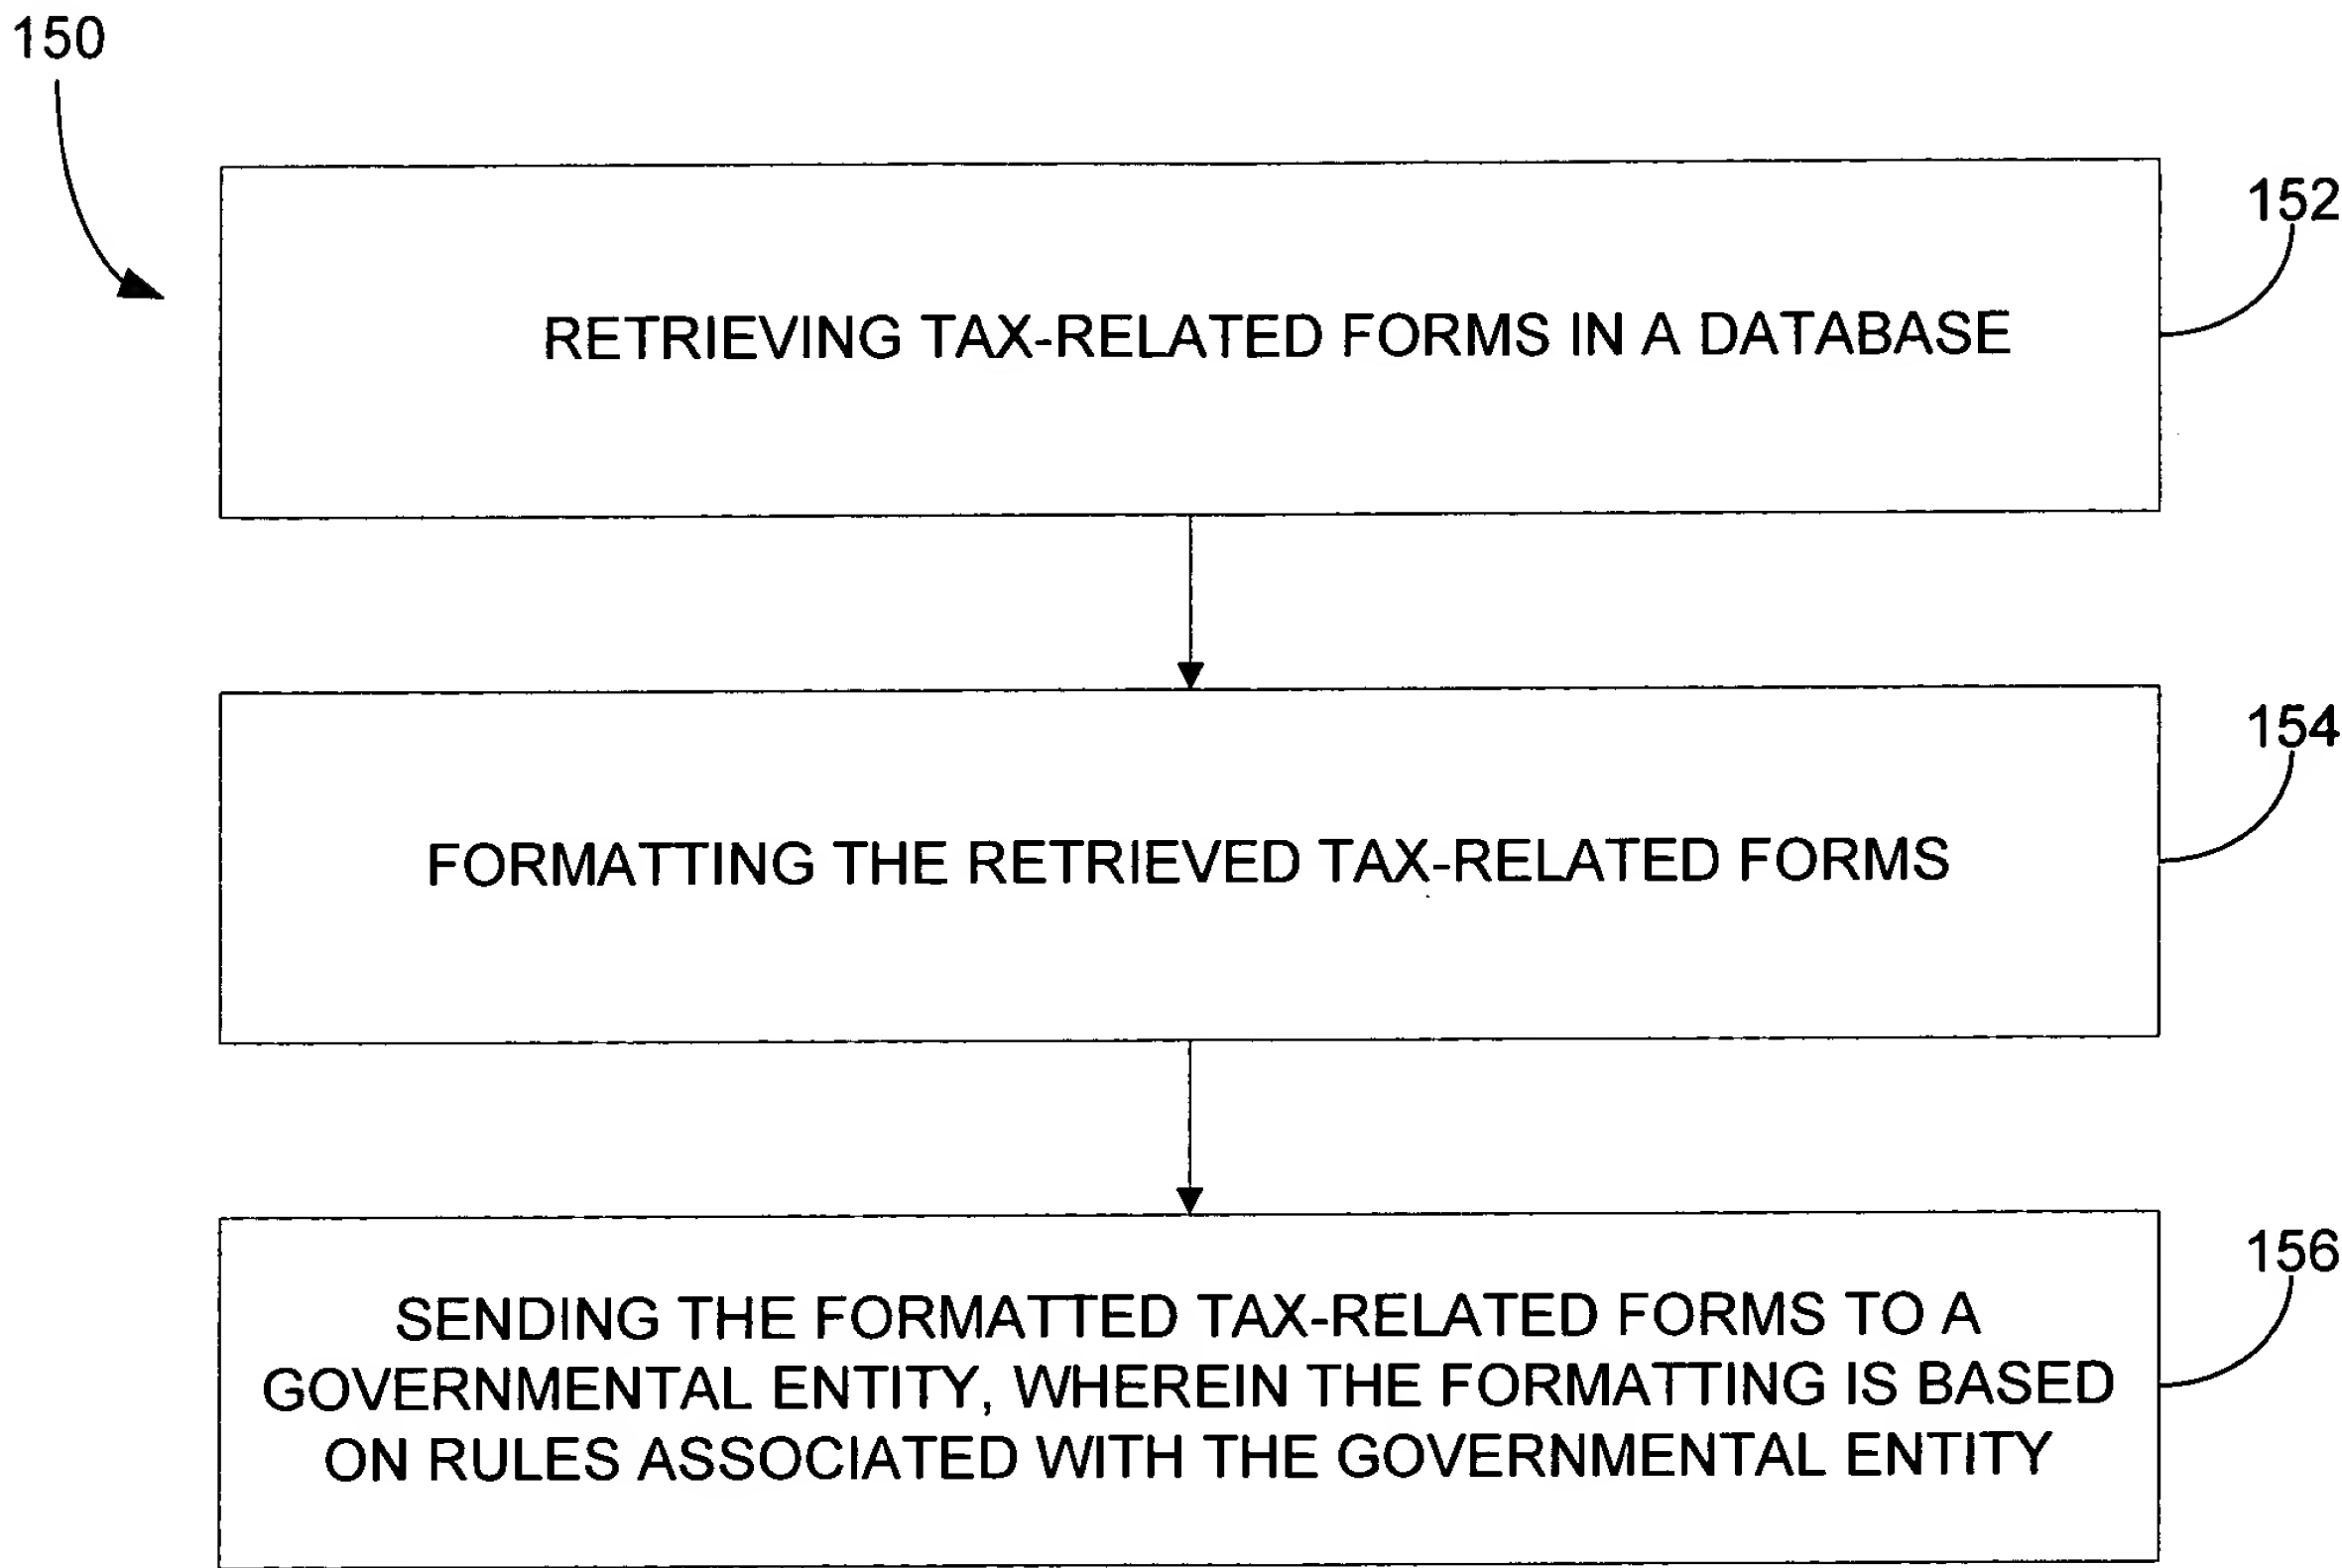 150
152
RETRIEVING TAX-RELATED FORMS IN A DATABASE
154
FORMATTING THE RETRIEVED TAX-RELATED FORMS
156
SENDING THE FORMATTED TAX-RELATED FORMS TO A
GOVERNMENTAL ENTITY, WHEREIN THE FORMATTING IS BASED
ON RULES ASSOCIATED WITH THE GOVERNMENTAL ENTITY